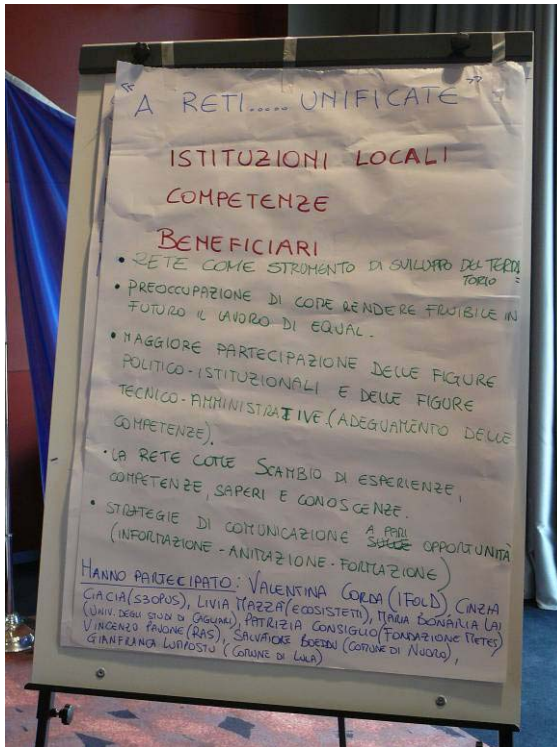 "A RETI..... UNIFICATE"
ISTITUZIONI LOCALI
COMPETENZE
BENEFICIARI
• RETE COME STRUMENTO DI SVILUPPO DEL TERRI
TORIO =
• PREOCCUPAZIONE DI COME RENDERE FRUIBILE IN
FUTURO IL LAVORO DI EQUAL.
• MAGGIORE PARTECIPAZIONE DELLE FIGURE
POLITICO-ISTITUZIONALI E DELLE FIGURE
TECNICO-AMMINISTRATIVE. (ADEGUAMENTO DELLE
COMPETENZE).
• LA RETE COME SCAMBIO DI ESPERIENZE,
COMPETENZE, SAPERI E CONOSCENZE.
• STRATEGIE DI COMUNICAZIONE A PARI OPPORTUNITÀ
(INFORMAZIONE - ANIMAZIONE - FORMAZIONE)
HANNO PARTECIPATO: VALENTINA CORDA (IFOLD), CINZIA
CIACIA (S3OPUS), LIVIA MAZZA (ECOSISTEMI), MARIA BONARIA LAI
(UNIV. DEGLI STUDI DI CAGLIARI), PATRIZIA CONSIGLIO (FONDAZIONE METES)
VINCENZO PAVONE (RAS), SALVATORE BOEDDU (COMUNE DI NUORO),
GIANFRANCA (COMUNE DI LULA)